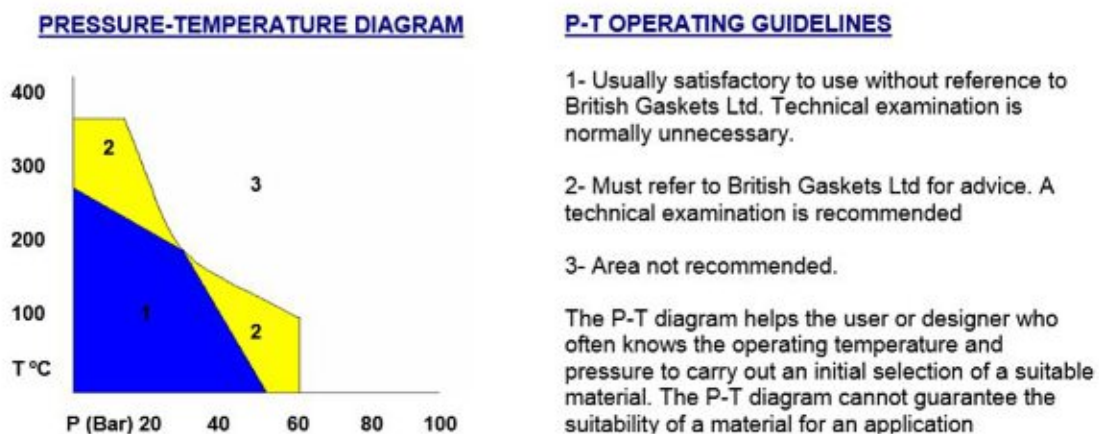 PRESSURE-TEMPERATURE DIAGRAM
400
300
200
100
T ºC
2
3
1
2
P (Bar) 20 40 60 80 100
P-T OPERATING GUIDELINES
1- Usually satisfactory to use without reference to
British Gaskets Ltd. Technical examination is
normally unnecessary.
2- Must refer to British Gaskets Ltd for advice. A
technical examination is recommended
3- Area not recommended.
The P-T diagram helps the user or designer who
often knows the operating temperature and
pressure to carry out an initial selection of a suitable
material. The P-T diagram cannot guarantee the
suitability of a material for an application